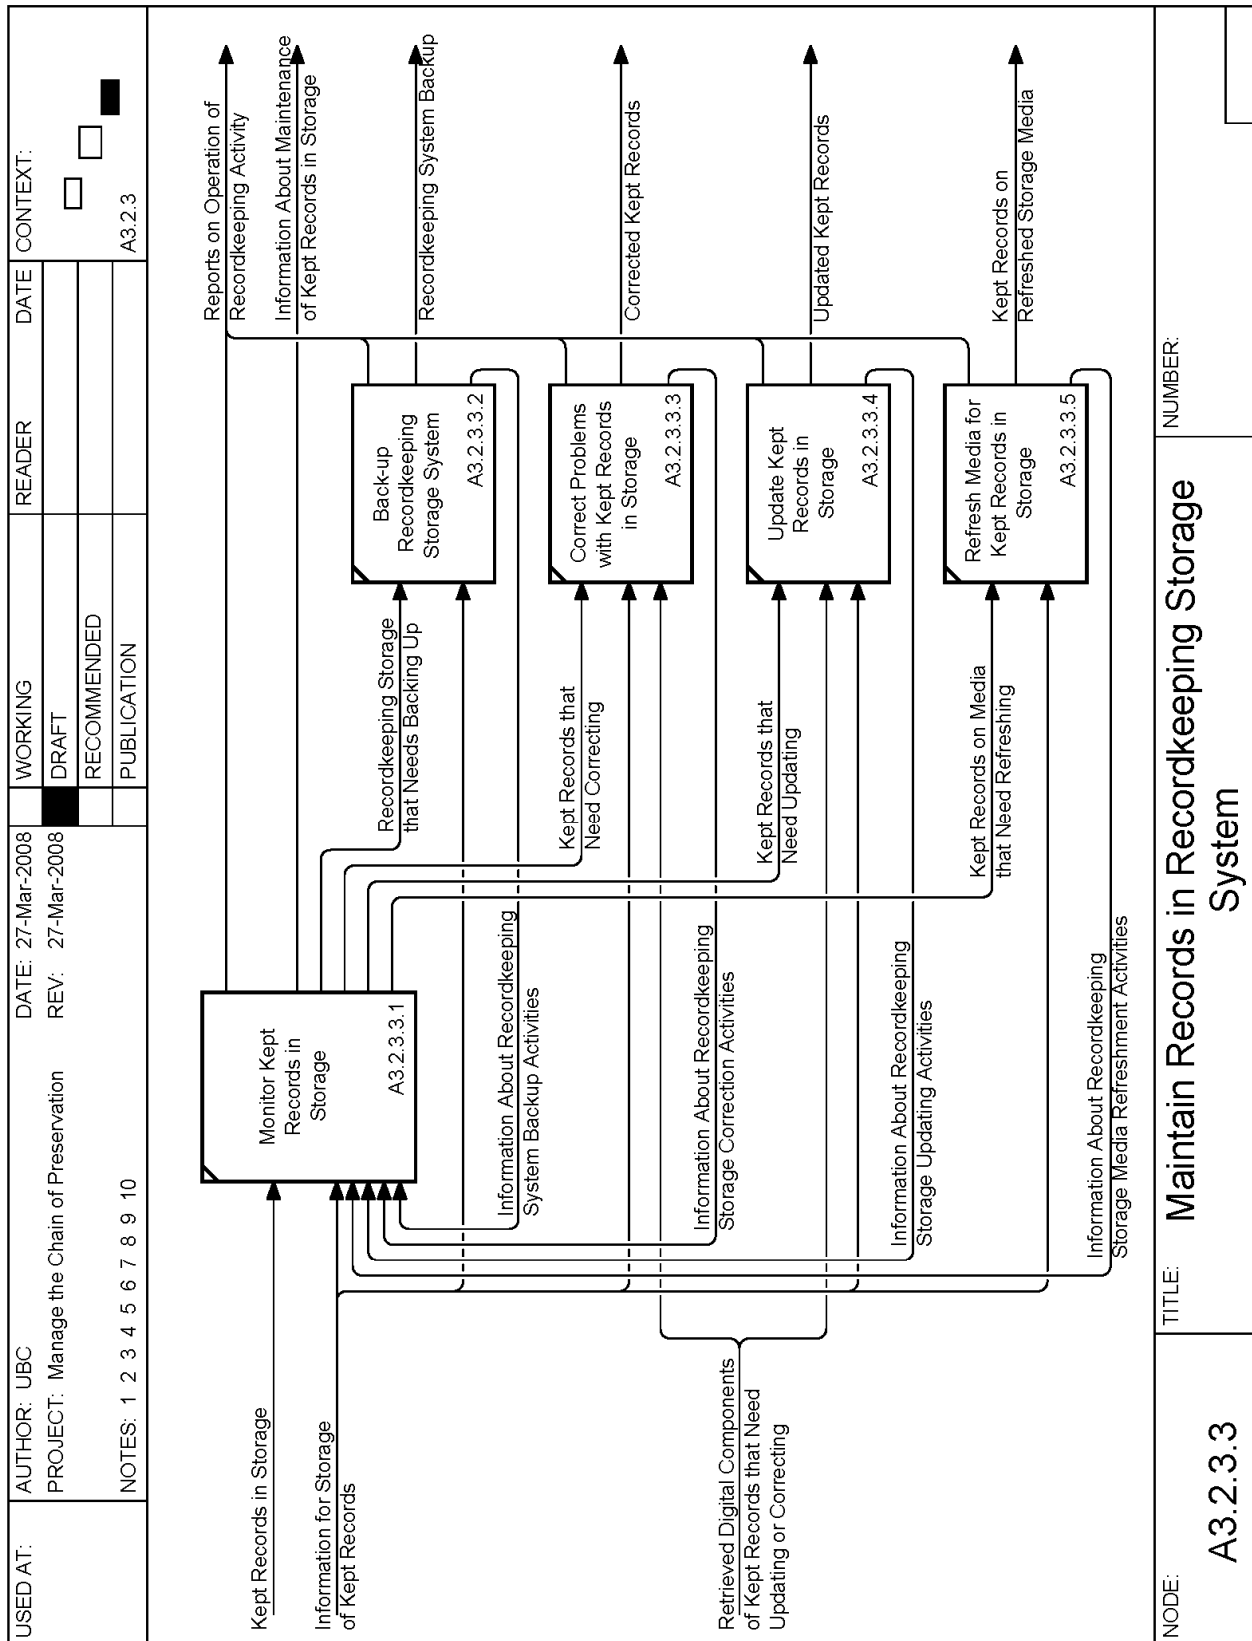 USED AT:
AUTHOR: UBC
PROJECT: Manage the Chain of Preservation
NOTES: 1 2 3 4 5 6 7 8 9 10
DATE: 27-Mar-2008
REV: 27-Mar-2008
WORKING
DRAFT
RECOMMENDED
PUBLICATION
READER
DATE
CONTEXT:
A3.2.3
Kept Records in Storage
Information for Storage
of Kept Records
Retrieved Digital Components
of Kept Records that Need
Updating or Correcting
Monitor Kept
Records in
Storage
A3.2.3.3.1
Information About Recordkeeping
System Backup Activities
Information About Recordkeeping
Storage Correction Activities
Information About Recordkeeping
Storage Updating Activities
Information About Recordkeeping
Storage Media Refreshment Activities
Recordkeeping Storage
that Needs Backing Up
Kept Records that
Need Correcting
Kept Records that
Need Updating
Kept Records on Media
that Need Refreshing
Back-up
Recordkeeping
Storage System
A3.2.3.3.2
Correct Problems
with Kept Records
in Storage
A3.2.3.3.3
Update Kept
Records in
Storage
A3.2.3.3.4
Refresh Media for
Kept Records in
Storage
A3.2.3.3.5
Reports on Operation of
Recordkeeping Activity
Information About Maintenance
of Kept Records in Storage
Recordkeeping System Backup
Corrected Kept Records
Updated Kept Records
Kept Records on
Refreshed Storage Media
NODE:
A3.2.3.3
TITLE:
Maintain Records in Recordkeeping Storage
System
NUMBER: